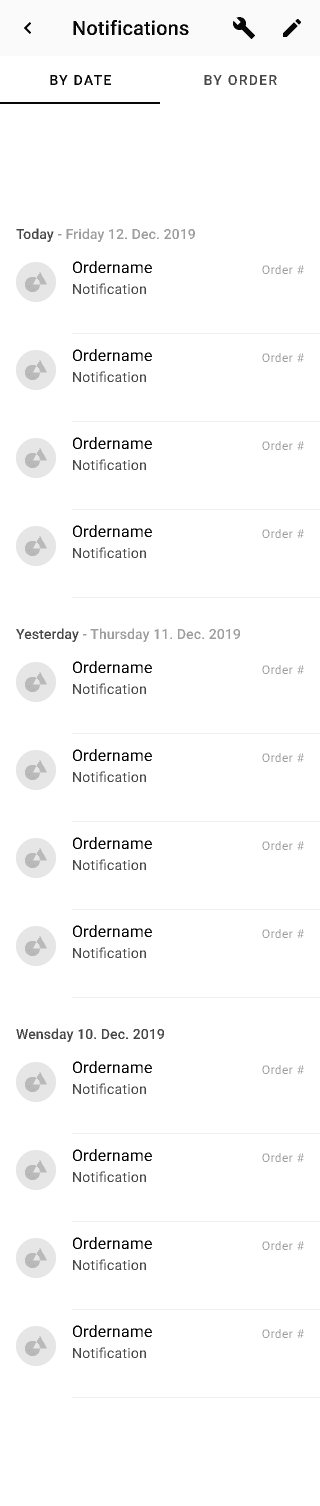 Notifications
BY DATE BY ORDER
Today - Friday 12. Dec. 2019
Ordername Order #
Notification
Ordername Order #
Notification
Ordername Order #
Notification
Ordername Order #
Notification
Yesterday - Thursday 11. Dec. 2019
Ordername Order #
Notification
Ordername Order #
Notification
Ordername Order #
Notification
Ordername Order #
Notification
Wensday 10. Dec. 2019
Ordername Order #
Notification
Ordername Order #
Notification
Ordername Order #
Notification
Ordername Order #
Notification